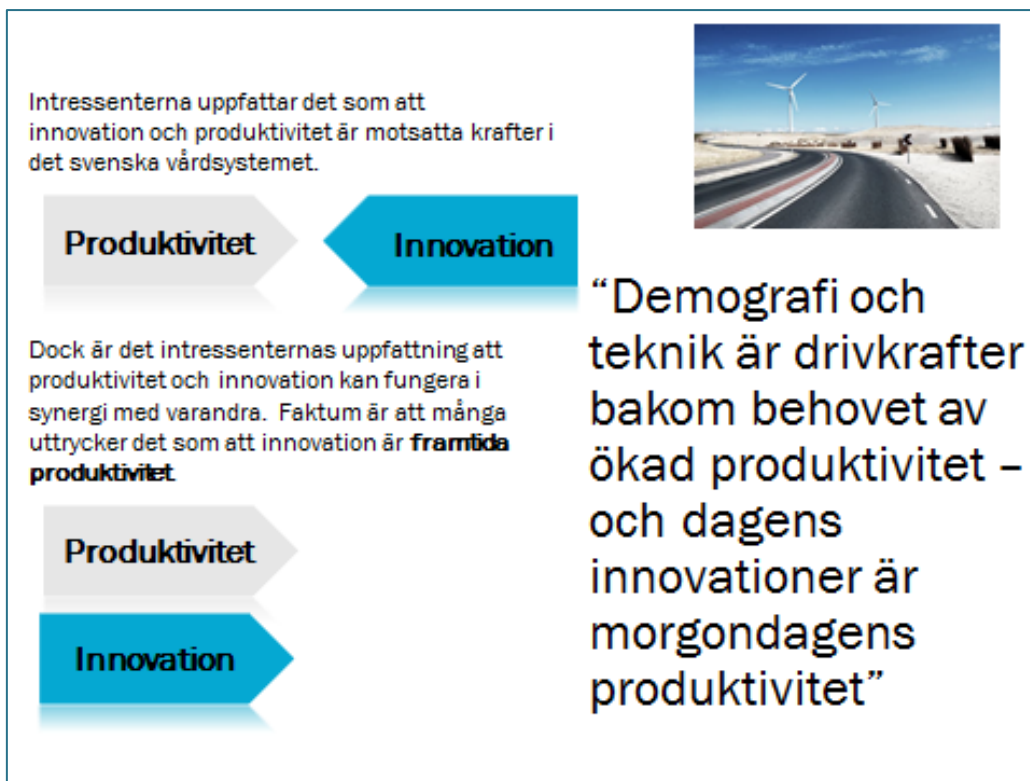 Intressenterna uppfattar det som att
innovation och produktivitet är motsatta krafter i
det svenska vårdsystemet.
Produktivitet
Innovation
Dock är det intressenternas uppfattning att
produktivitet och innovation kan fungera i
synergi med varandra. Faktum är att många
uttrycker det som att innovation är framtida
produktivitet.
Produktivitet
Innovation
“Demografi och
teknik är drivkrafter
bakom behovet av
ökad produktivitet –
och dagens
innovationer är
morgondagens
produktivitet”